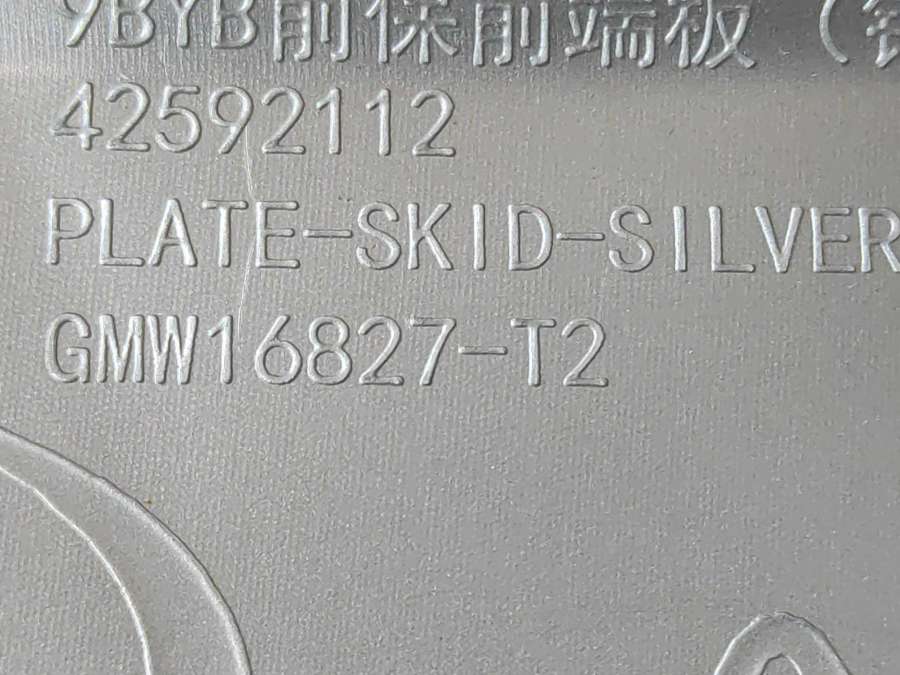 9BYB前保前端板（
42592112
PLATE-SKID-SILVER
GMW16827-T2